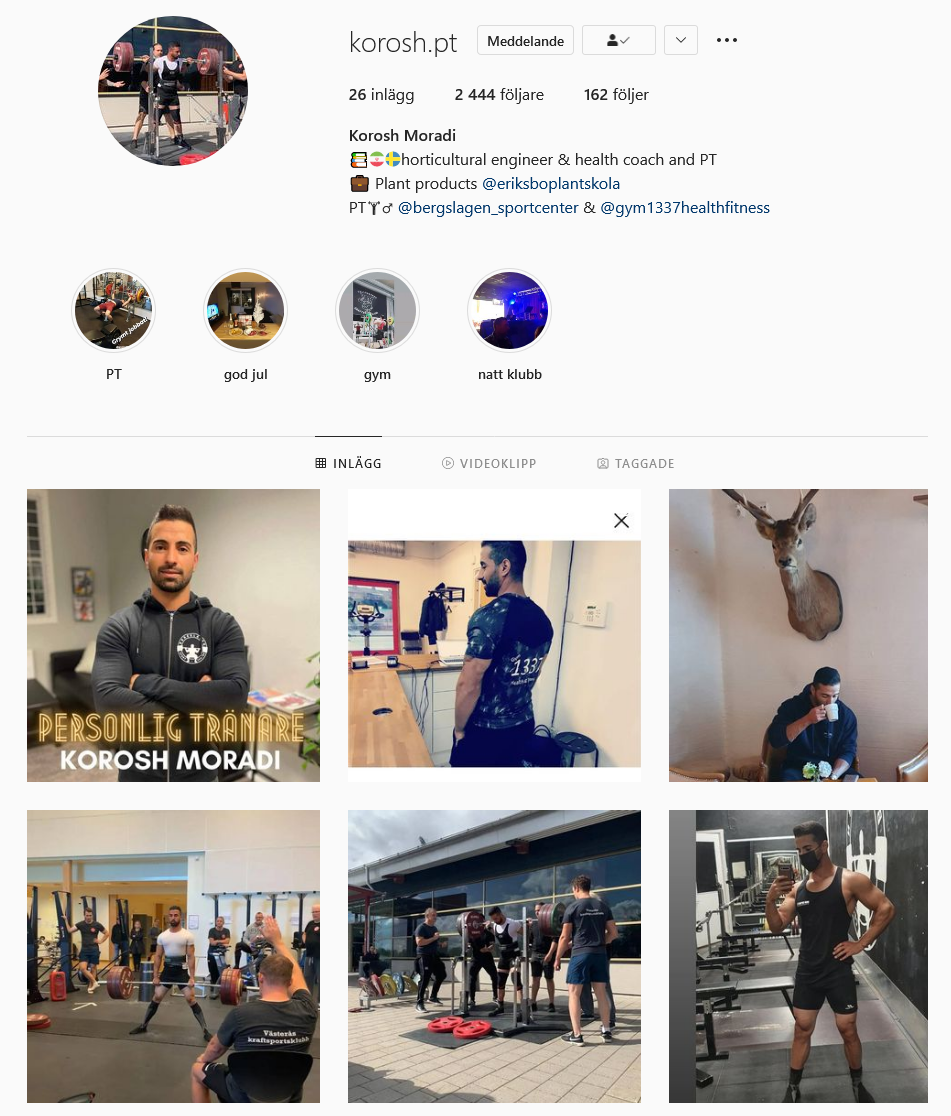 korosh.pt Meddelande
26 inlägg 2 444 följare 162 följer
Korosh Moradi
📚🇮🇷🇸🇪horticultural engineer & health coach and PT
💼 Plant products @eriksboplantskola
PT🏋♂ @bergslagen_sportcenter & @gym1337healthfitness
Grymt jobbat!
PT god jul gym natt klubb
INLÄGG VIDEOKLIPP TAGGADE
PERSONLIG TRÄNARE
KOROSH MORADI
1337
Västerås
kraftsportsklubb